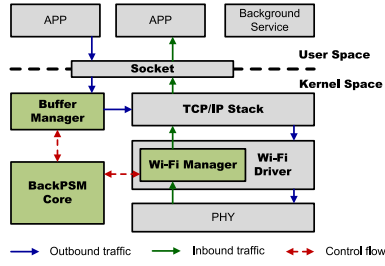 APP
APP
Background
Service
User Space
Socket
Kernel Space
Buffer
Manager
TCP/IP Stack
Wi-Fi Manager
Wi-Fi
Driver
BackPSM
Core
PHY
Outbound traffic
Inbound traffic
Control flow